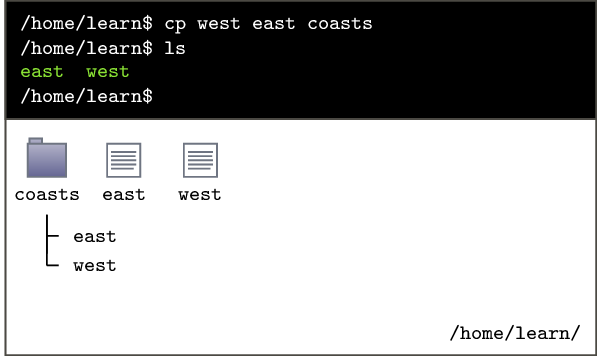 /home/learn$ cp west east coasts
/home/learn$ ls
east  west
/home/learn$
coasts east west
east
west
/home/learn/